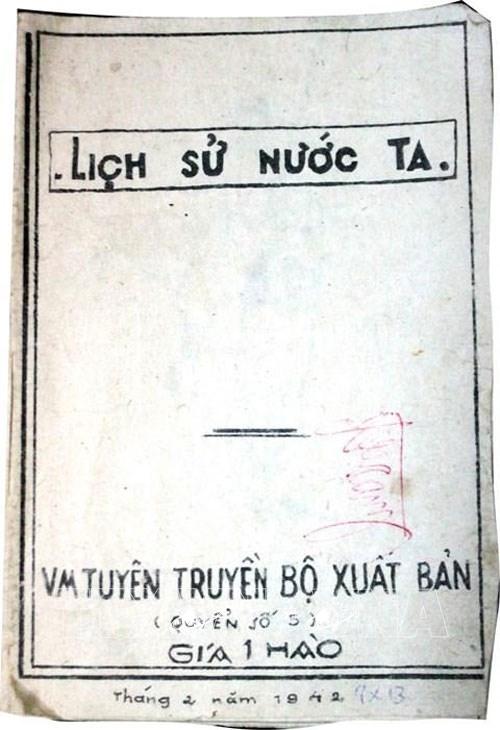 . LỊCH SỬ NƯỚC TA .
VM TUYÊN TRUYỀN BỘ XUẤT BẢN
( QUYỂN SỐ 5 )
GIÁ 1 HÀO
Tháng 2 năm 1942